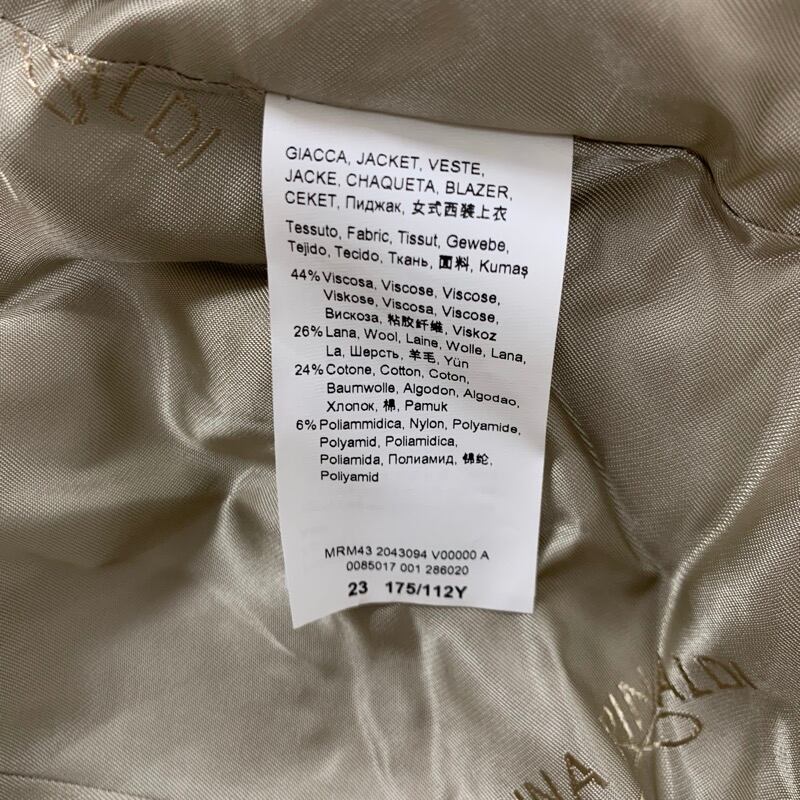 ALDI
GIACCA, JACKET, VESTE,
JACKE, CHAQUETA, BLAZER,
CEKET, Пиджак, 女式西装上衣
Tessuto, Fabric, Tissut, Gewebe,
Tejido, Tecido, Ткань, 面料, Kumaş
44% Viscosa, Viscose, Viscose,
Viskose, Viscosa, Viscose,
Вискоза, 粘胶纤维, Viskoz
26% Lana, Wool, Laine, Wolle, Lana,
La, Шерсть, 羊毛, Yün
24% Cotone, Cotton, Coton,
Baumwolle, Algodon, Algodao,
Хлопок, 棉, Pamuk
6% Poliammidica, Nylon, Polyamide,
Polyamid, Poliamidica,
Poliamida, Полиамид, 锦纶,
Poliyamid
MRM43 2043094 V00000 A
0085017 001 286020
23 175/112Y
INA RINALDI